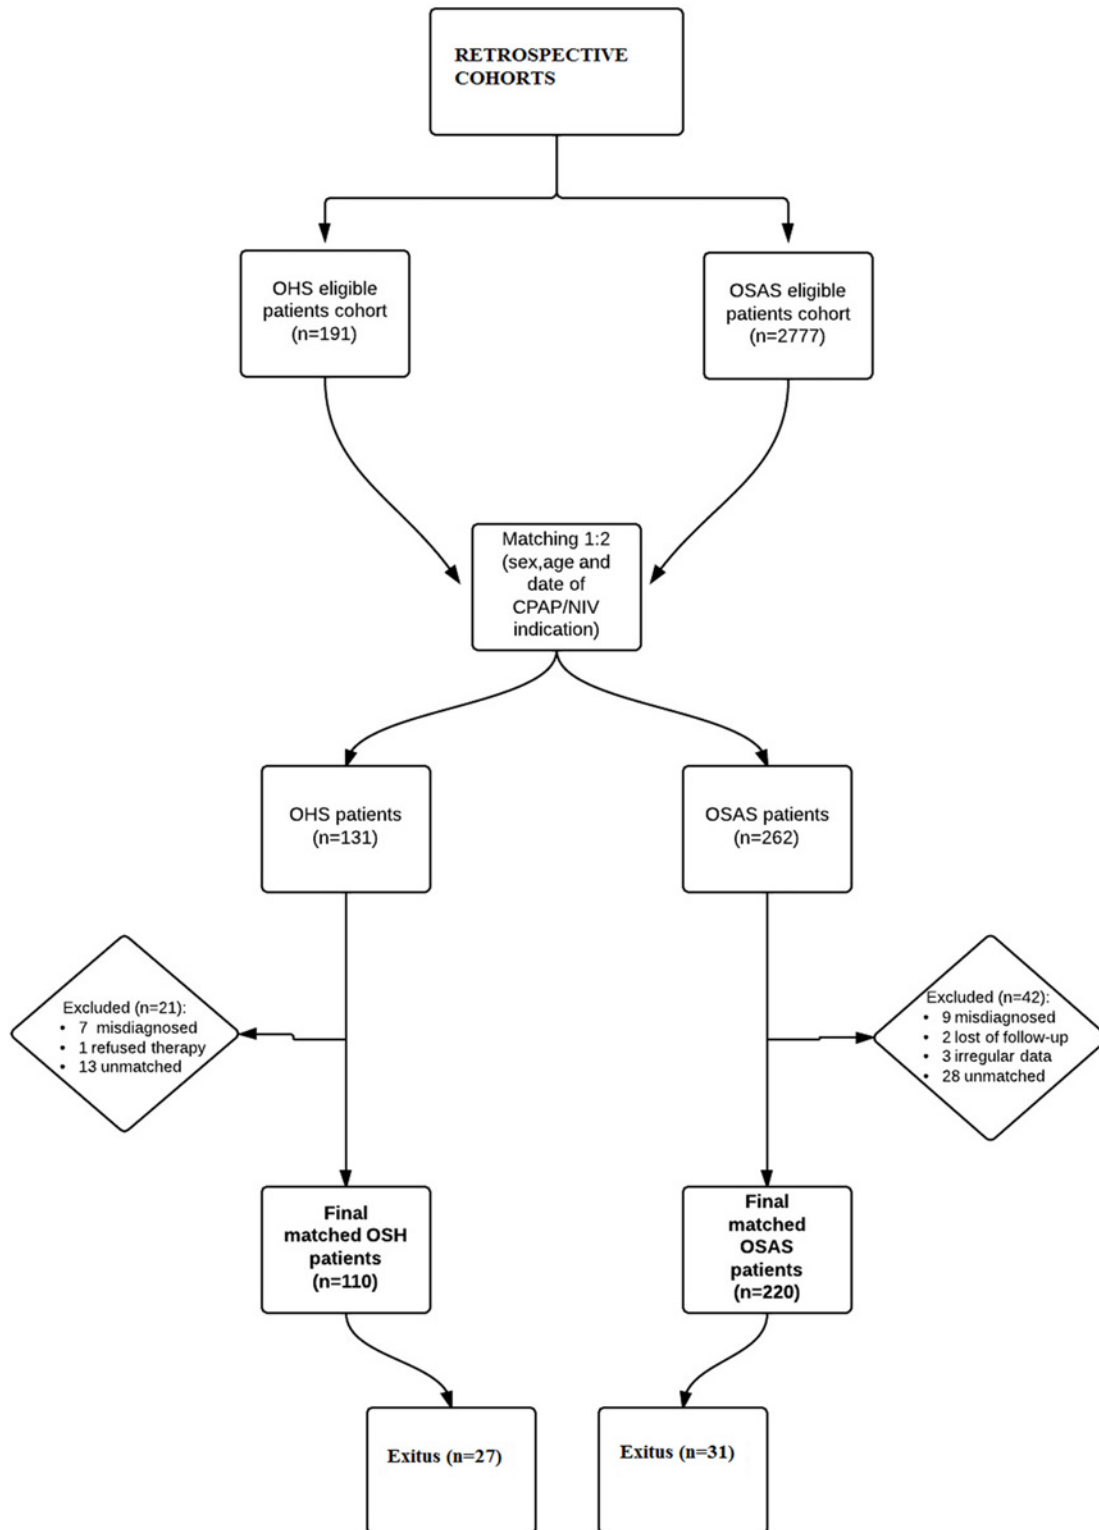 RETROSPECTIVE
COHORTS
OHS eligible
patients cohort
(n=191)
OSAS eligible
patients cohort
(n=2777)
Matching 1:2
(sex,age and
date of
CPAP/NIV
indication)
OHS patients
(n=131)
OSAS patients
(n=262)
Excluded (n=21):
• 7 misdiagnosed
• 1 refused therapy
• 13 unmatched
Excluded (n=42):
• 9 misdiagnosed
• 2 lost of follow-up
• 3 irregular data
• 28 unmatched
Final
matched OSH
patients
(n=110)
Final
matched
OSAS
patients
(n=220)
Exitus (n=27)
Exitus (n=31)